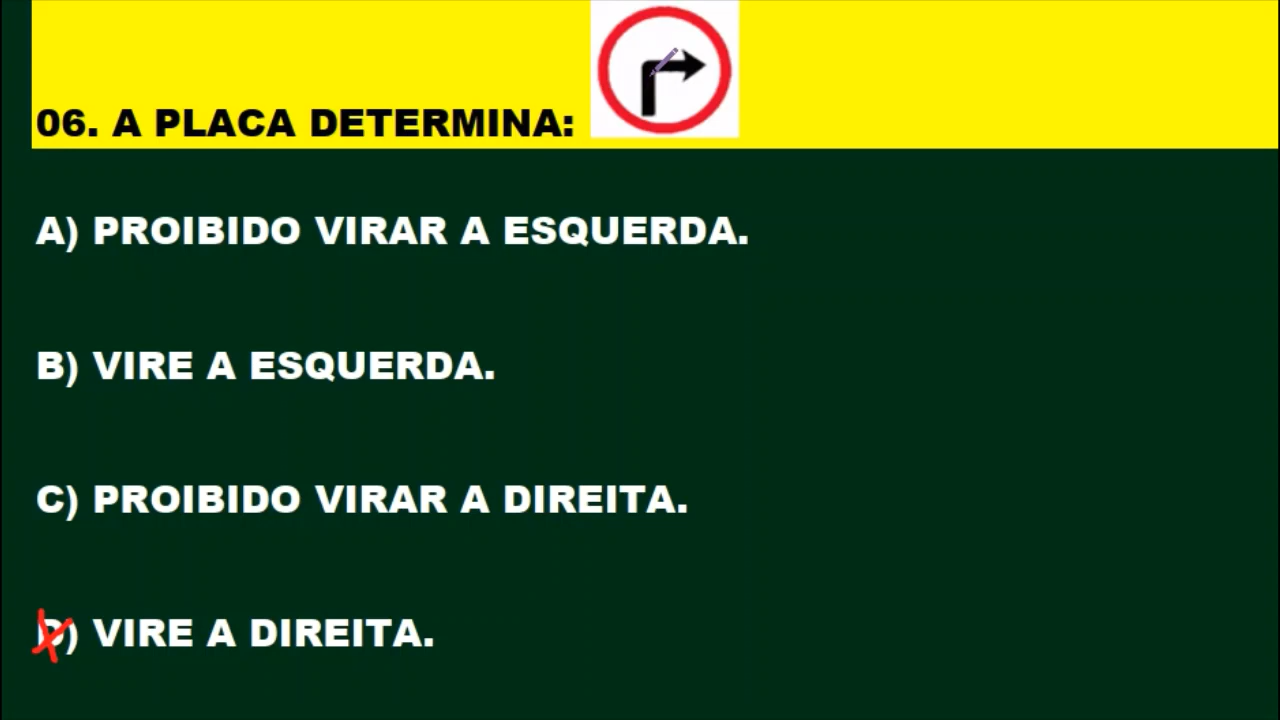 06. A PLACA DETERMINA:
A) PROIBIDO VIRAR A ESQUERDA.
B) VIRE A ESQUERDA.
C) PROIBIDO VIRAR A DIREITA.
D) VIRE A DIREITA.